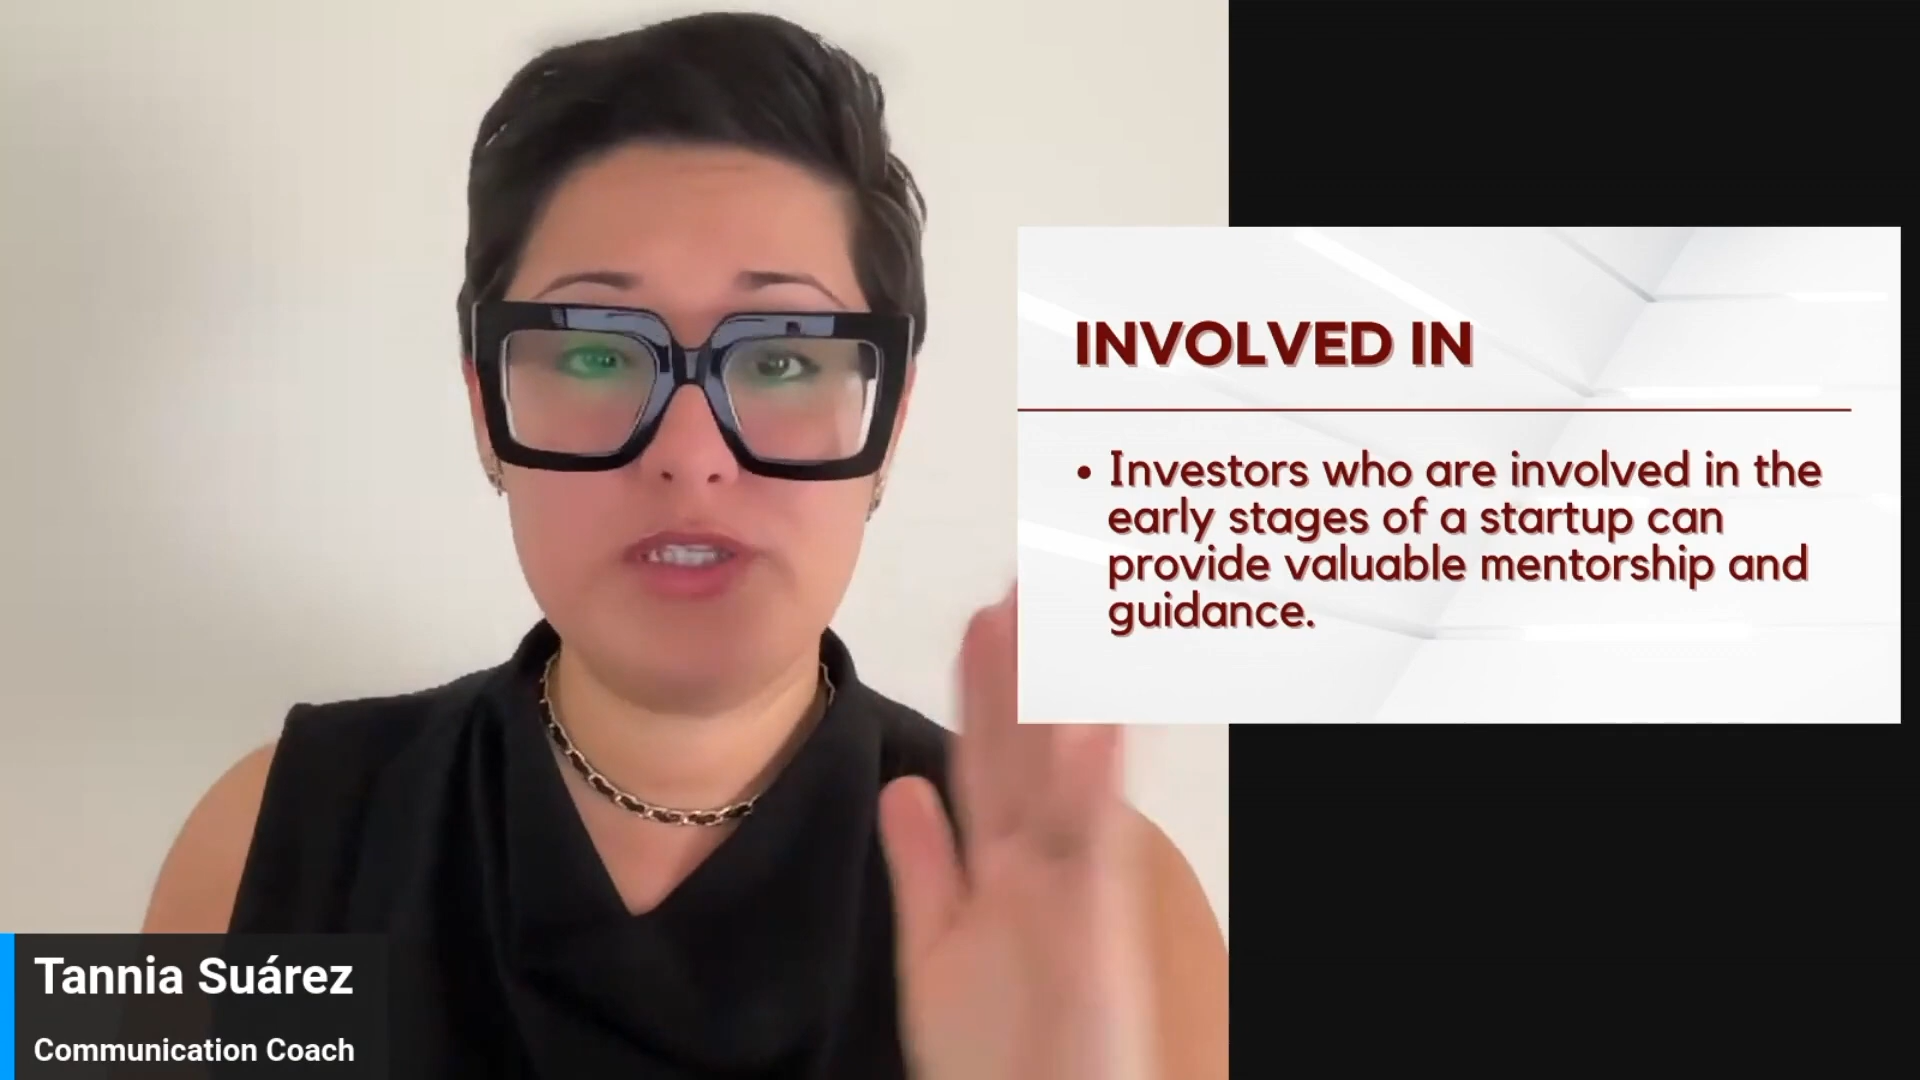 INVOLVED IN
• Investors who are involved in the
early stages of a startup can
provide valuable mentorship and
guidance.
Tannia Suárez
Communication Coach